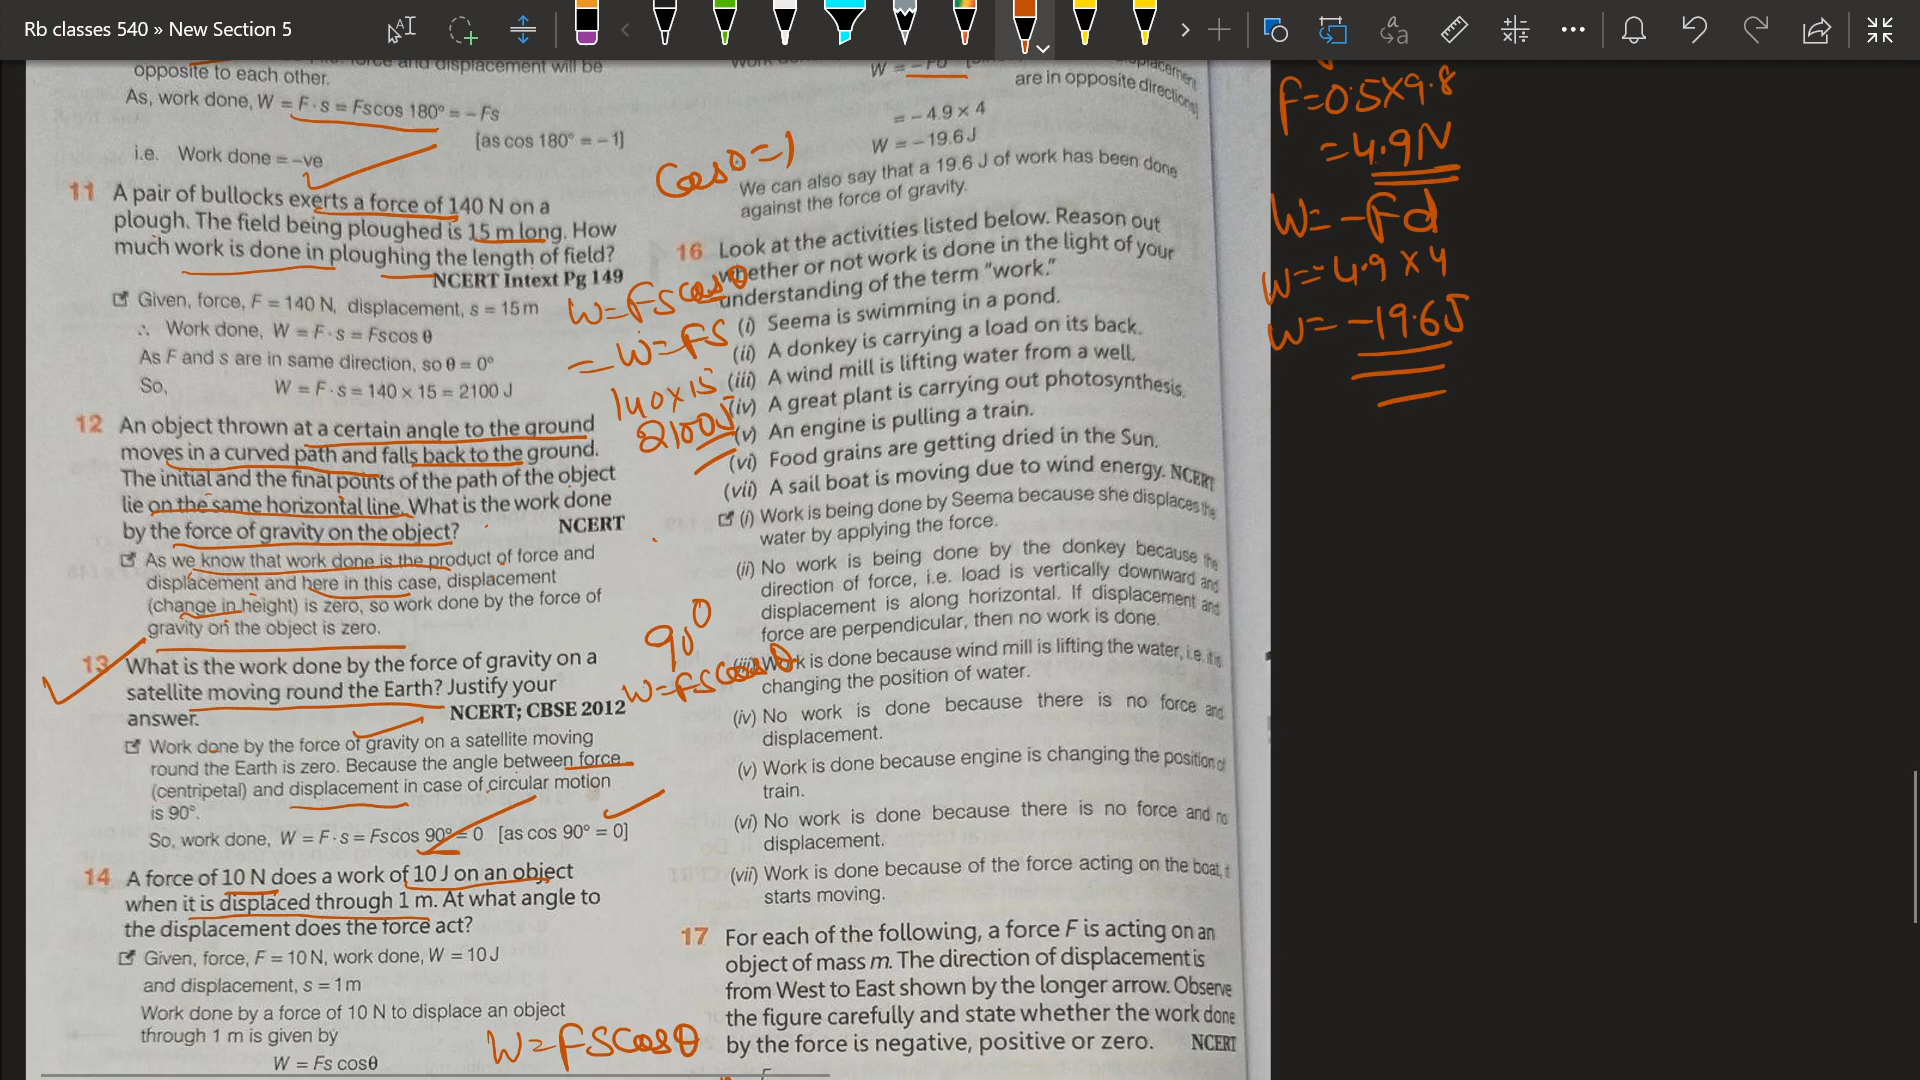 Rb classes 540 » New Section 5
opposite to each other.
As, work done, W = F · s = Fs cos 180° = – Fs
[as cos 180° = – 1]
i.e. Work done = –ve
11 A pair of bullocks exerts a force of 140 N on a
plough. The field being ploughed is 15 m long. How
much work is done in ploughing the length of field?
NCERT Intext Pg 149
Given, force, F = 140 N, displacement, s = 15 m
∴ Work done, W = F · s = Fs cos θ
As F and s are in same direction, so θ = 0°
So, W = F · s = 140 × 15 = 2100 J
12 An object thrown at a certain angle to the ground
moves in a curved path and falls back to the ground.
The initial and the final points of the path of the object
lie on the same horizontal line. What is the work done
by the force of gravity on the object? NCERT
As we know that work done is the product of force and
displacement and here in this case, displacement
(change in height) is zero, so work done by the force of
gravity on the object is zero.
13 What is the work done by the force of gravity on a
satellite moving round the Earth? Justify your
answer. NCERT; CBSE 2012
Work done by the force of gravity on a satellite moving
round the Earth is zero. Because the angle between force
(centripetal) and displacement in case of circular motion
is 90°.
So, work done, W = F · s = Fs cos 90° = 0 [as cos 90° = 0]
14 A force of 10 N does a work of 10 J on an object
when it is displaced through 1 m. At what angle to
the displacement does the force act?
Given, force, F = 10 N, work done, W = 10 J
and displacement, s = 1 m
Work done by a force of 10 N to displace an object
through 1 m is given by
W = Fs cosθ
Cosθ=1
W=FScosθ
= W=FS
140×15
2100J
90°
W=FSCosθ
W=FSCosθ
W = – Fd
are in opposite directions]
= – 4.9 × 4
W = – 19.6 J
We can also say that a 19.6 J of work has been done
against the force of gravity.
16 Look at the activities listed below. Reason out
whether or not work is done in the light of your
understanding of the term “work.”
(i) Seema is swimming in a pond.
(ii) A donkey is carrying a load on its back.
(iii) A wind mill is lifting water from a well.
(iv) A great plant is carrying out photosynthesis.
(v) An engine is pulling a train.
(vi) Food grains are getting dried in the Sun.
(vii) A sail boat is moving due to wind energy. NCERT
(i) Work is being done by Seema because she displaces the
water by applying the force.
(ii) No work is being done by the donkey because the
direction of force, i.e. load is vertically downward and
displacement is along horizontal. If displacement and
force are perpendicular, then no work is done.
(iii) Work is done because wind mill is lifting the water, i.e. it is
changing the position of water.
(iv) No work is done because there is no force and
displacement.
(v) Work is done because engine is changing the position of
train.
(vi) No work is done because there is no force and no
displacement.
(vii) Work is done because of the force acting on the boat, it
starts moving.
17 For each of the following, a force F is acting on an
object of mass m. The direction of displacement is
from West to East shown by the longer arrow. Observe
the figure carefully and state whether the work done
by the force is negative, positive or zero. NCERT
F=0.5×9.8
=4.9N
W=-Fd
W=-4.9×4
W=-19.6J